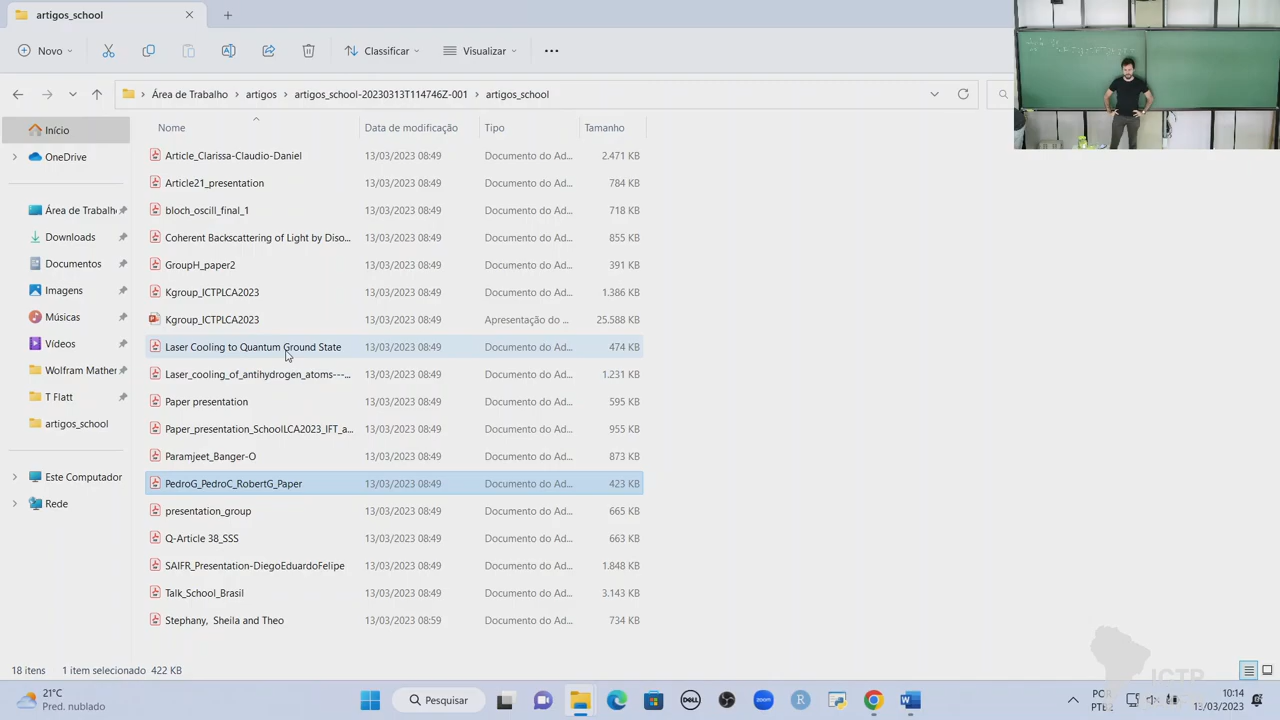 artigos_school
Novo
Classificar
Visualizar
Área de Trabalho > artigos > artigos_school-20230313T114746Z-001 > artigos_school
Início
OneDrive
Área de Trabalh
Downloads
Documentos
Imagens
Músicas
Vídeos
Wolfram Mather
T Flatt
artigos_school
Este Computador
Rede
Nome Data de modificação Tipo Tamanho
Article_Clarissa-Claudio-Daniel 13/03/2023 08:49 Documento do Ad... 2.471 KB
Article21_presentation 13/03/2023 08:49 Documento do Ad... 784 KB
bloch_oscill_final_1 13/03/2023 08:49 Documento do Ad... 718 KB
Coherent Backscattering of Light by Diso... 13/03/2023 08:49 Documento do Ad... 855 KB
GroupH_paper2 13/03/2023 08:49 Documento do Ad... 391 KB
Kgroup_ICTPLCA2023 13/03/2023 08:49 Documento do Ad... 1.386 KB
Kgroup_ICTPLCA2023 13/03/2023 08:49 Apresentação do ... 25.588 KB
Laser Cooling to Quantum Ground State 13/03/2023 08:49 Documento do Ad... 474 KB
Laser_cooling_of_antihydrogen_atoms---... 13/03/2023 08:49 Documento do Ad... 1.231 KB
Paper presentation 13/03/2023 08:49 Documento do Ad... 595 KB
Paper_presentation_SchoolLCA2023_IFT_a... 13/03/2023 08:49 Documento do Ad... 955 KB
Paramjeet_Banger-O 13/03/2023 08:49 Documento do Ad... 873 KB
PedroG_PedroC_RobertG_Paper 13/03/2023 08:49 Documento do Ad... 423 KB
presentation_group 13/03/2023 08:49 Documento do Ad... 665 KB
Q-Article 38_SSS 13/03/2023 08:49 Documento do Ad... 663 KB
SAIFR_Presentation-DiegoEduardoFelipe 13/03/2023 08:49 Documento do Ad... 1.848 KB
Talk_School_Brasil 13/03/2023 08:49 Documento do Ad... 3.143 KB
Stephany, Sheila and Theo 13/03/2023 08:59 Documento do Ad... 734 KB
18 itens 1 item selecionado 422 KB
ICTP
21°C
Pred. nublado
Pesquisar
DELL
zoom
R
W
POR
PTB2
10:14
15/03/2023